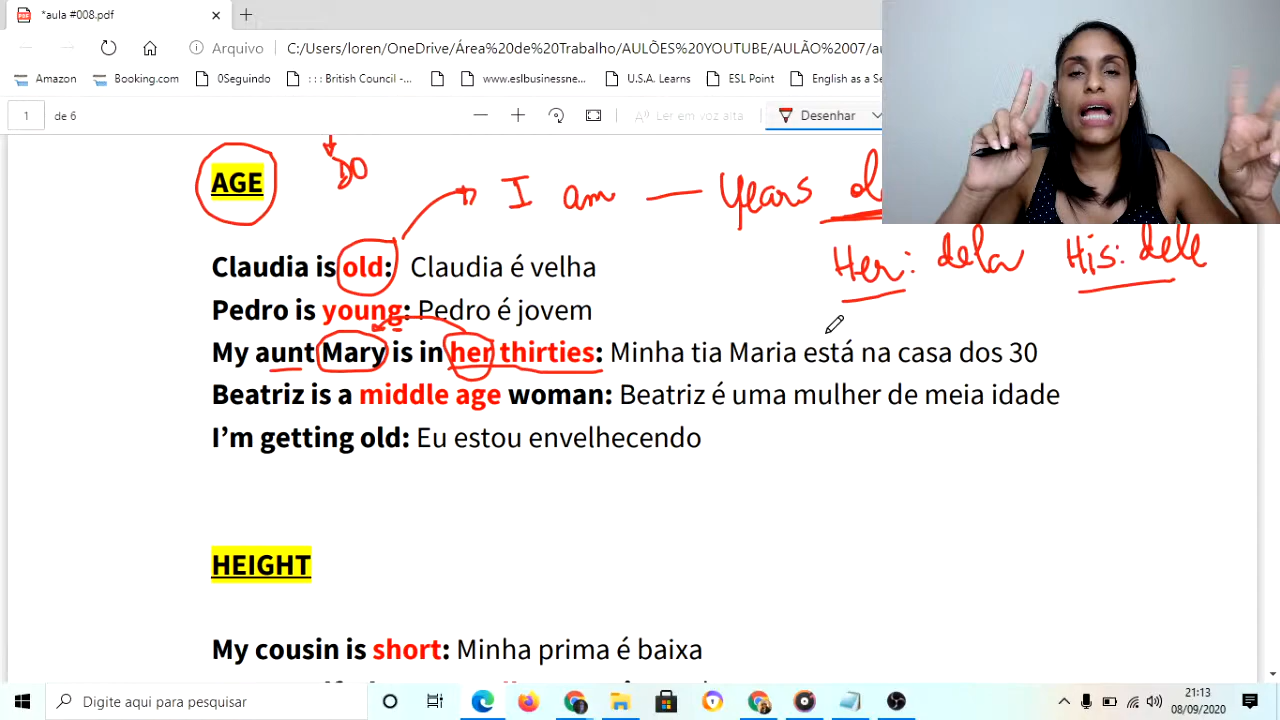 *aula #008.pdf
Arquivo C:/Users/loren/OneDrive/Área%20de%20Trabalho/AULÕES%20YOUTUBE/AULÃO%2007/au
Amazon Booking.com 0Seguindo : : : British Council -... www.eslbusinessne... U.S.A. Learns ESL Point English as a Se
1 de 6 Ler em voz alta Desenhar
DO
AGE
I am — Years
Her: dela His: dele
Claudia is old: Claudia é velha
Pedro is young: Pedro é jovem
My aunt Mary is in her thirties: Minha tia Maria está na casa dos 30
Beatriz is a middle age woman: Beatriz é uma mulher de meia idade
I’m getting old: Eu estou envelhecendo
HEIGHT
My cousin is short: Minha prima é baixa
Digite aqui para pesquisar
21:13
08/09/2020